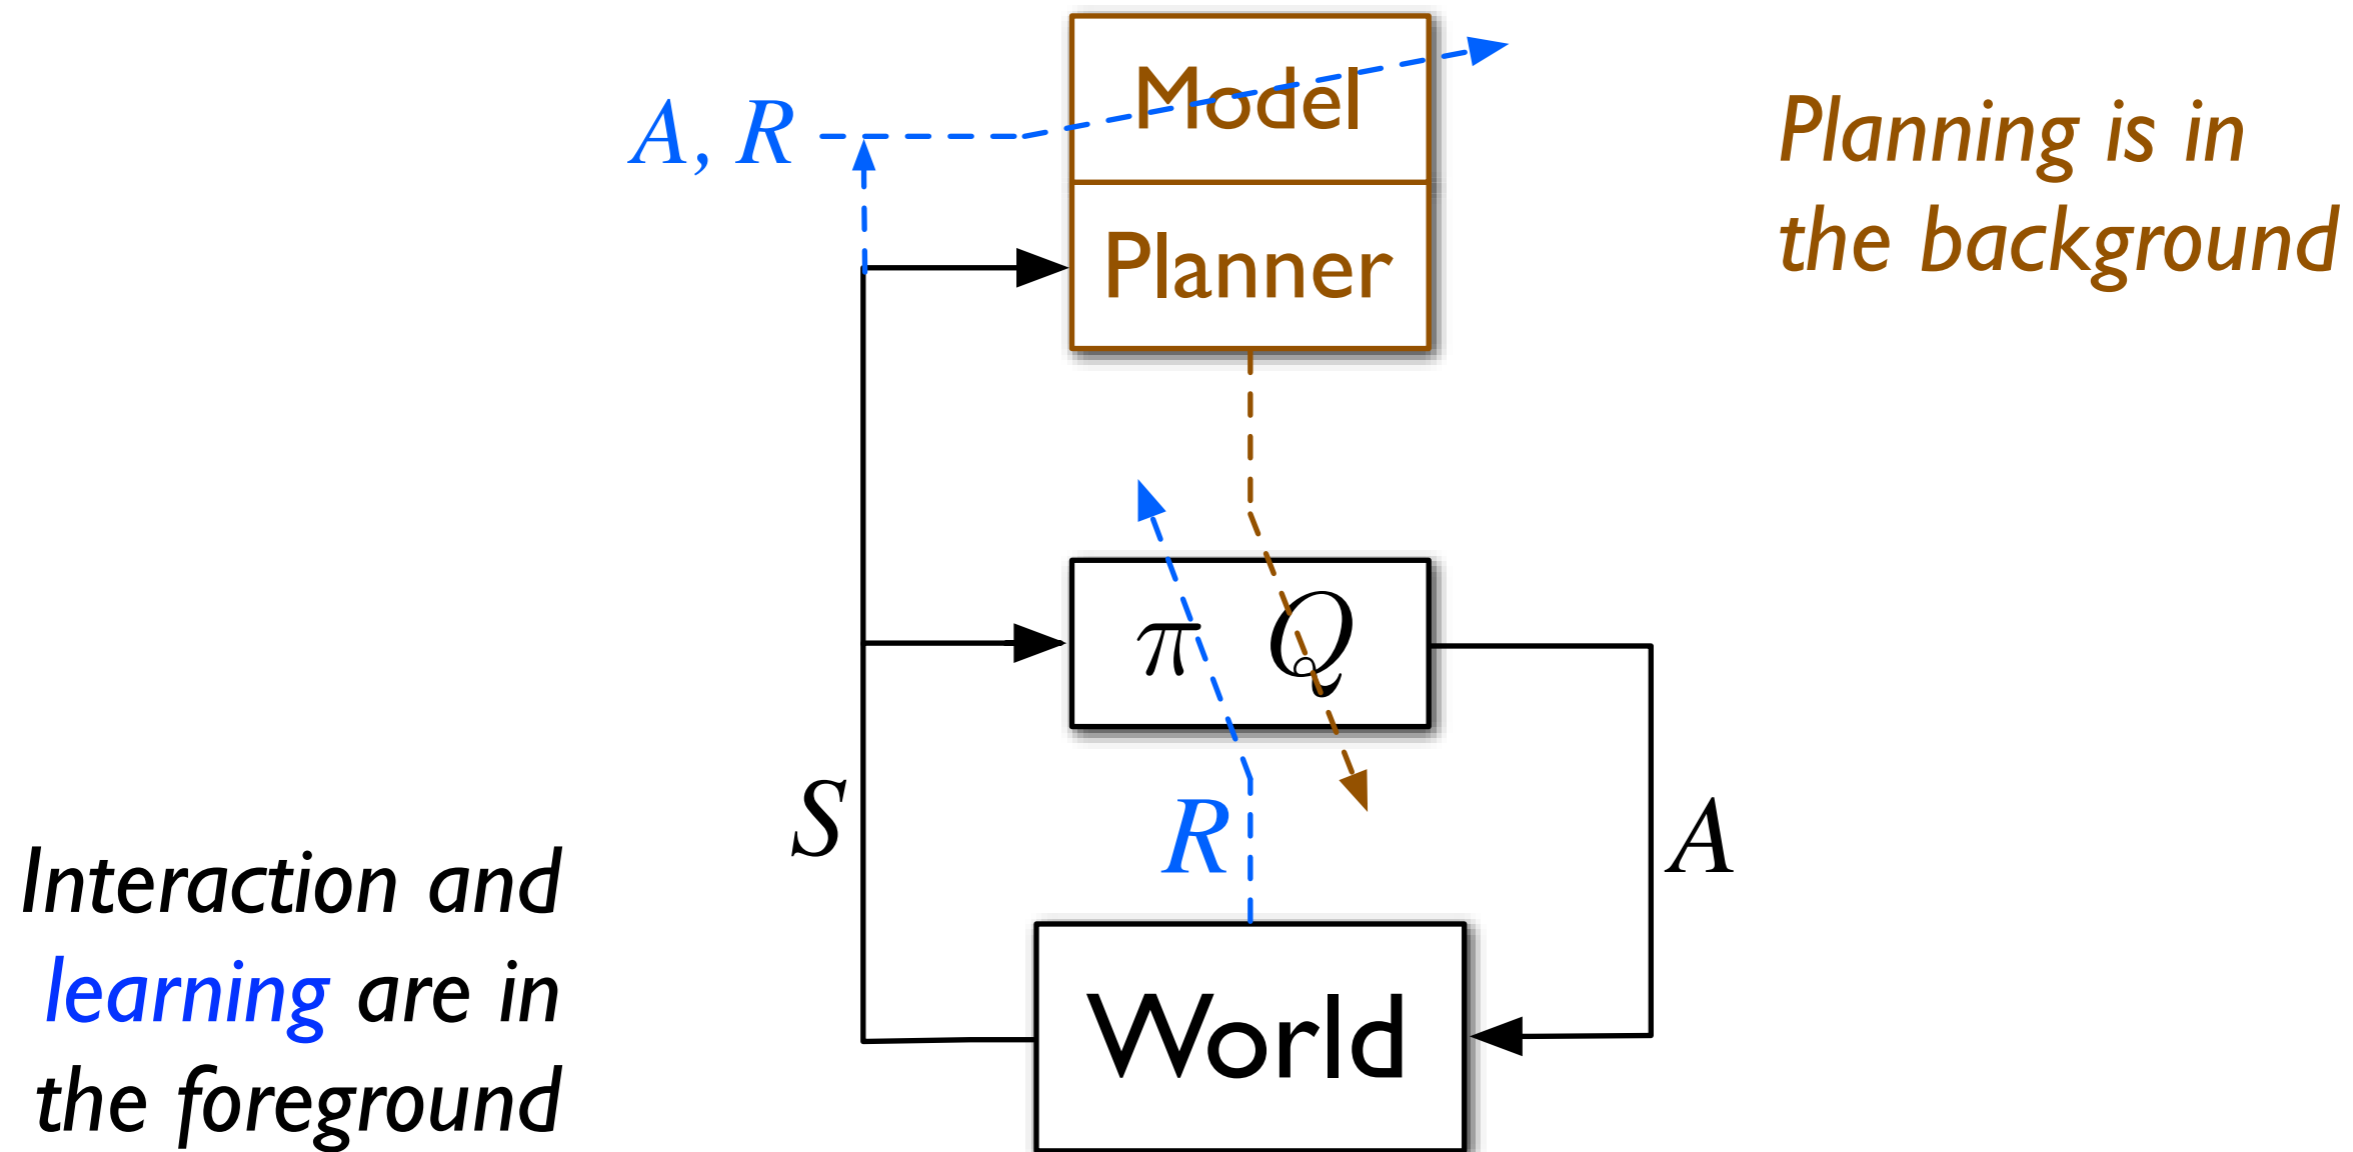 Model
A, R
Planning is in
the background
Planner
π Q
S
R
A
Interaction and
learning are in
the foreground
World